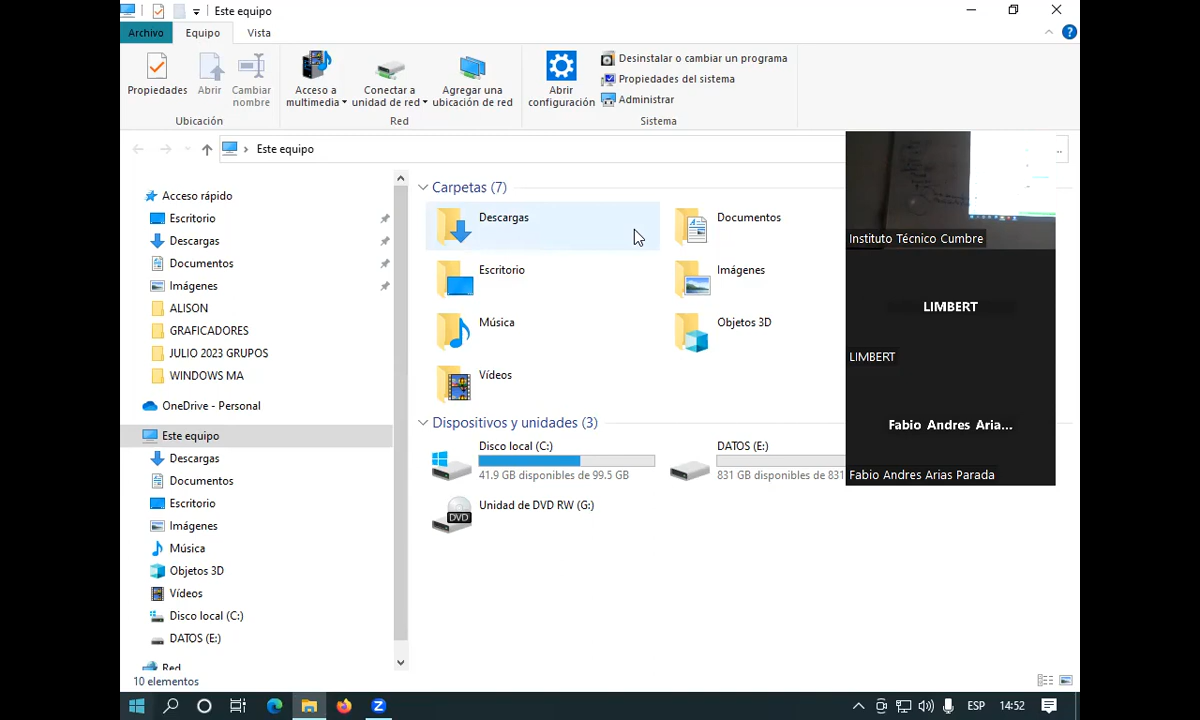 Este equipo
Archivo
Equipo
Vista
Propiedades
Abrir
Cambiar
nombre
Ubicación
Acceso a
multimedia
Conectar a
unidad de red
Agregar una
ubicación de red
Red
Abrir
configuración
Desinstalar o cambiar un programa
Propiedades del sistema
Administrar
Sistema
Este equipo
Acceso rápido
Escritorio
Descargas
Documentos
Imágenes
ALISON
GRAFICADORES
JULIO 2023 GRUPOS
WINDOWS MA
OneDrive - Personal
Este equipo
Descargas
Documentos
Escritorio
Imágenes
Música
Objetos 3D
Vídeos
Disco local (C:)
DATOS (E:)
Red
10 elementos
Carpetas (7)
Descargas
Documentos
Escritorio
Imágenes
Música
Objetos 3D
Vídeos
Dispositivos y unidades (3)
Disco local (C:)
41.9 GB disponibles de 99.5 GB
DATOS (E:)
831 GB disponibles de 831
Unidad de DVD RW (G:)
DVD
Instituto Técnico Cumbre
LIMBERT
LIMBERT
Fabio Andres Aria...
Fabio Andres Arias Parada
ESP
14:52